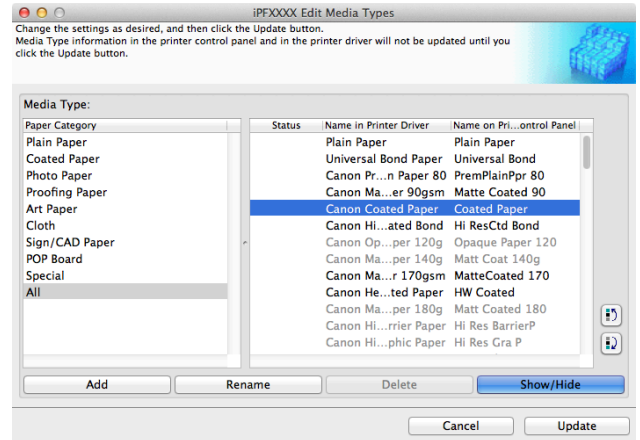 iPFXXXX Edit Media Types
Change the settings as desired, and then click the Update button.
Media Type information in the printer control panel and in the printer driver will not be updated until you
click the Update button.
Media Type:
Paper Category Status Name in Printer Driver Name on Pri...ontrol Panel
Plain Paper Plain Paper Plain Paper
Coated Paper Universal Bond Paper Universal Bond
Photo Paper Canon Pr...n Paper 80 PremPlainPpr 80
Proofing Paper Canon Ma...er 90gsm Matte Coated 90
Art Paper Canon Coated Paper Coated Paper
Cloth Canon Hi...ated Bond Hi ResCtd Bond
Sign/CAD Paper Canon Op...per 120g Opaque Paper 120
POP Board Canon Ma...per 140g Matt Coat 140g
Special Canon Ma...r 170gsm MatteCoated 170
All Canon He...ted Paper HW Coated
Canon Ma...per 180g Matt Coated 180
Canon Hi...rrier Paper Hi Res BarrierP
Canon Hi...phic Paper Hi Res Gra P
Add Rename Delete Show/Hide
Cancel Update